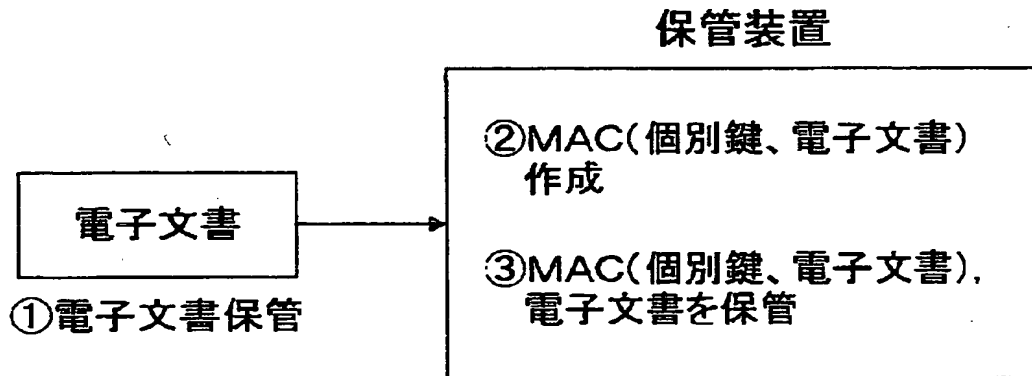 保管装置
②MAC(個別鍵、電子文書)
作成
電子文書
③MAC(個別鍵、電子文書),
電子文書を保管
①電子文書保管